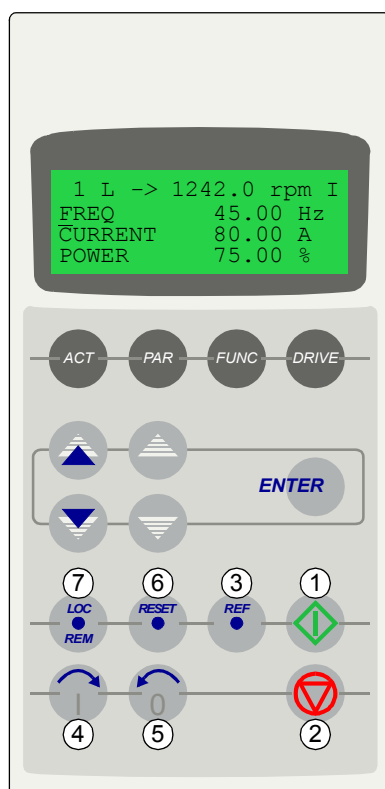 1 L -> 1242.0 rpm I
FREQ 45.00 Hz
CURRENT 80.00 A
POWER 75.00 %
ACT PAR FUNC DRIVE
ENTER
7 6 3 1
LOC RESET REF
REM
I 0
4 5 2